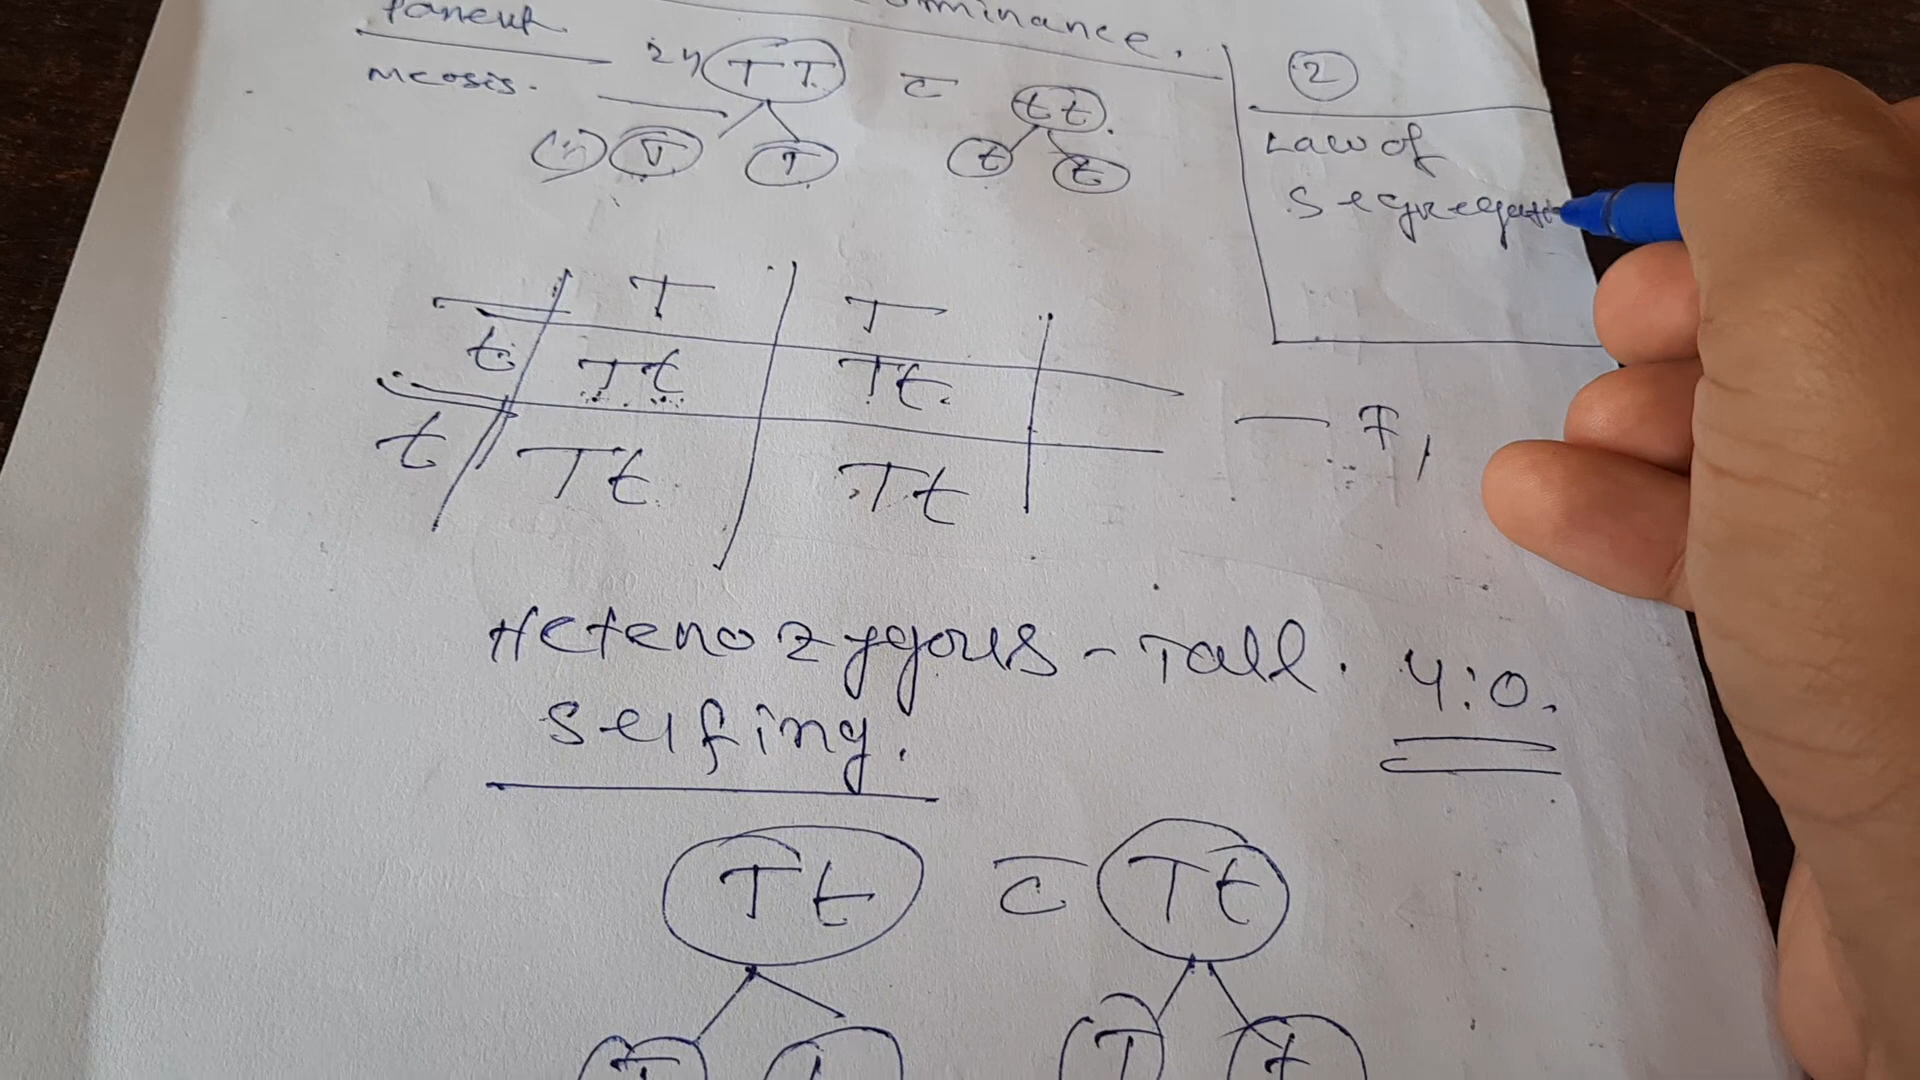 ominance.
Parent
2n TT c tt.
meosis.
(n) T T t t
2
Law of
Segregati
T T
t Tt Tt.
t Tt Tt
— F1
Heterozygous - Tall. 4:0.
Selfing.
Tt c Tt
T T t